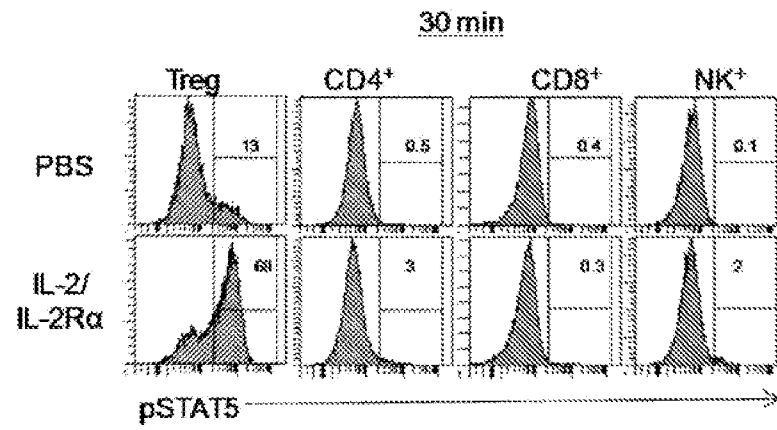 30 min
Treg CD4⁺ CD8⁺ NK⁺
PBS 13 0.5 0.4 0.1
IL-2/
IL-2Rα 68 3 0.3 2
pSTAT5